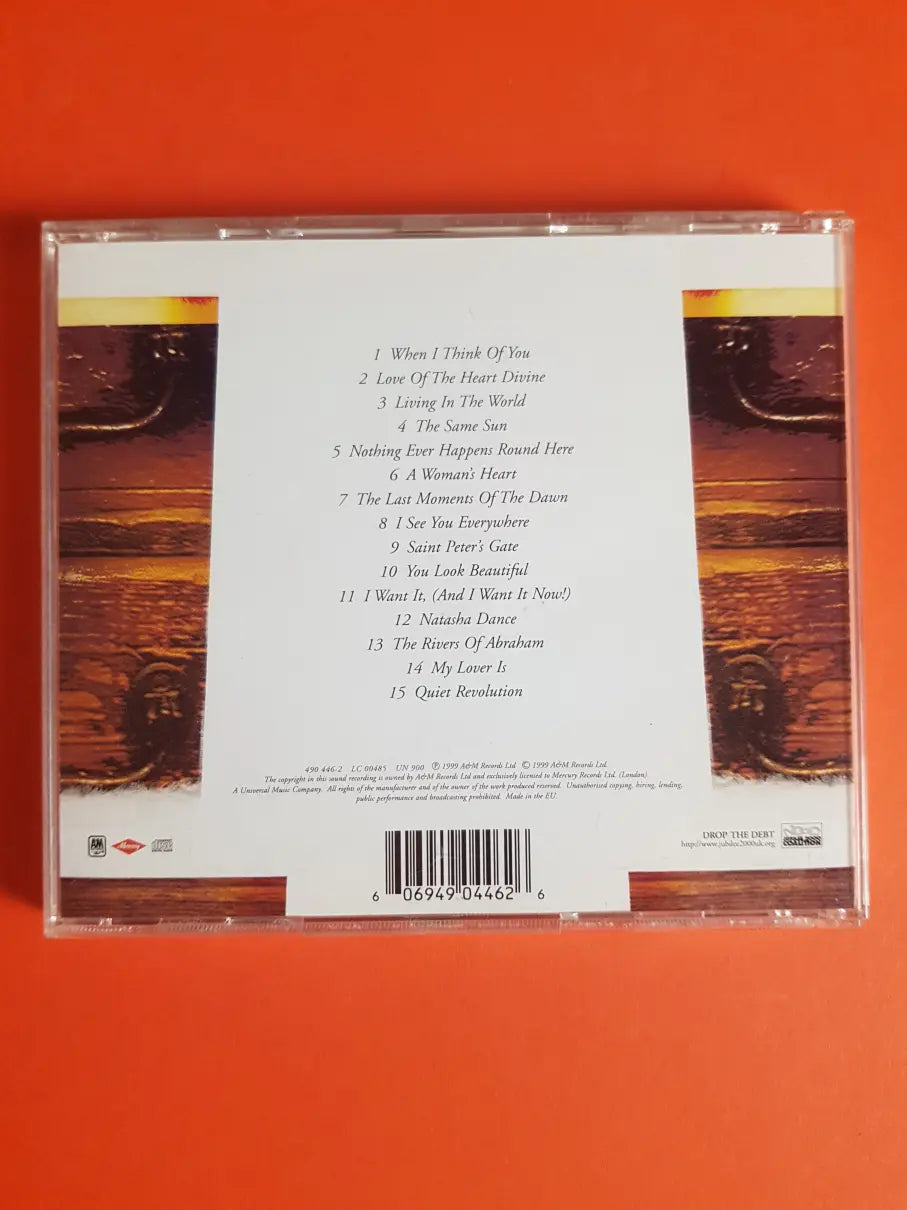 1 When I Think Of You
2 Love Of The Heart Divine
3 Living In The World
4 The Same Sun
5 Nothing Ever Happens Round Here
6 A Woman's Heart
7 The Last Moments Of The Dawn
8 I See You Everywhere
9 Saint Peter's Gate
10 You Look Beautiful
11 I Want It, (And I Want It Now!)
12 Natasha Dance
13 The Rivers Of Abraham
14 My Lover Is
15 Quiet Revolution
490 446-2 LC 00485 UN 900 ℗ 1999 A&M Records Ltd © 1999 A&M Records Ltd.
The copyright in this sound recording is owned by A&M Records Ltd and exclusively licensed to Mercury Records Ltd. (London)
A Universal Music Company. All rights of the manufacturer and of the owner of the work produced reserved. Unauthorised copying, hiring, lending,
public performance and broadcasting prohibited. Made in the EU.
AM
Mercury
DROP THE DEBT
http://www.jubilee2000uk.org
COALITION
6 06949 04462 6